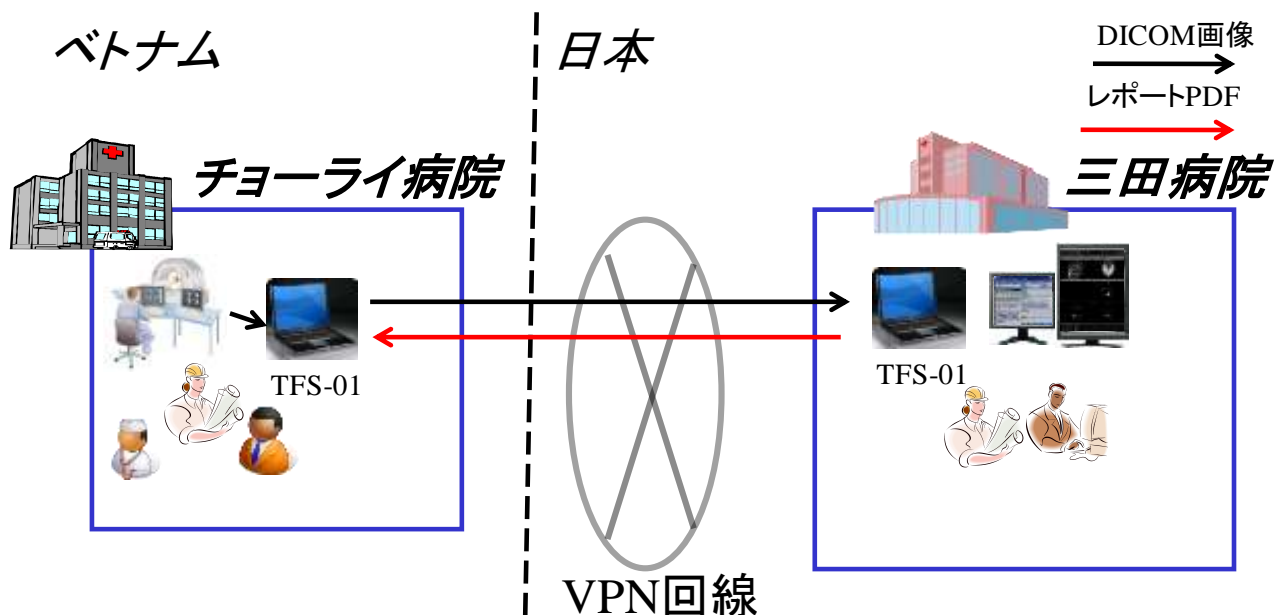 ベトナム
日本
DICOM画像
レポートPDF
チョーライ病院
三田病院
TFS-01
TFS-01
VPN回線